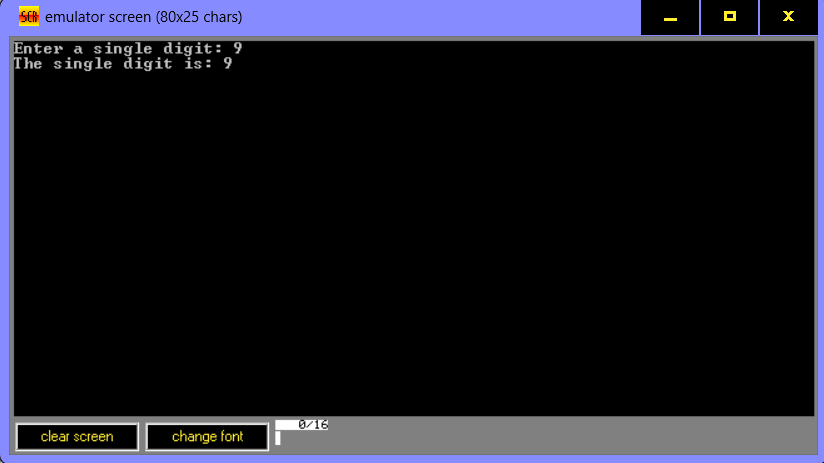 SCR emulator screen (80x25 chars)
Enter a single digit: 9
The single digit is: 9
clear screen
change font
0/16